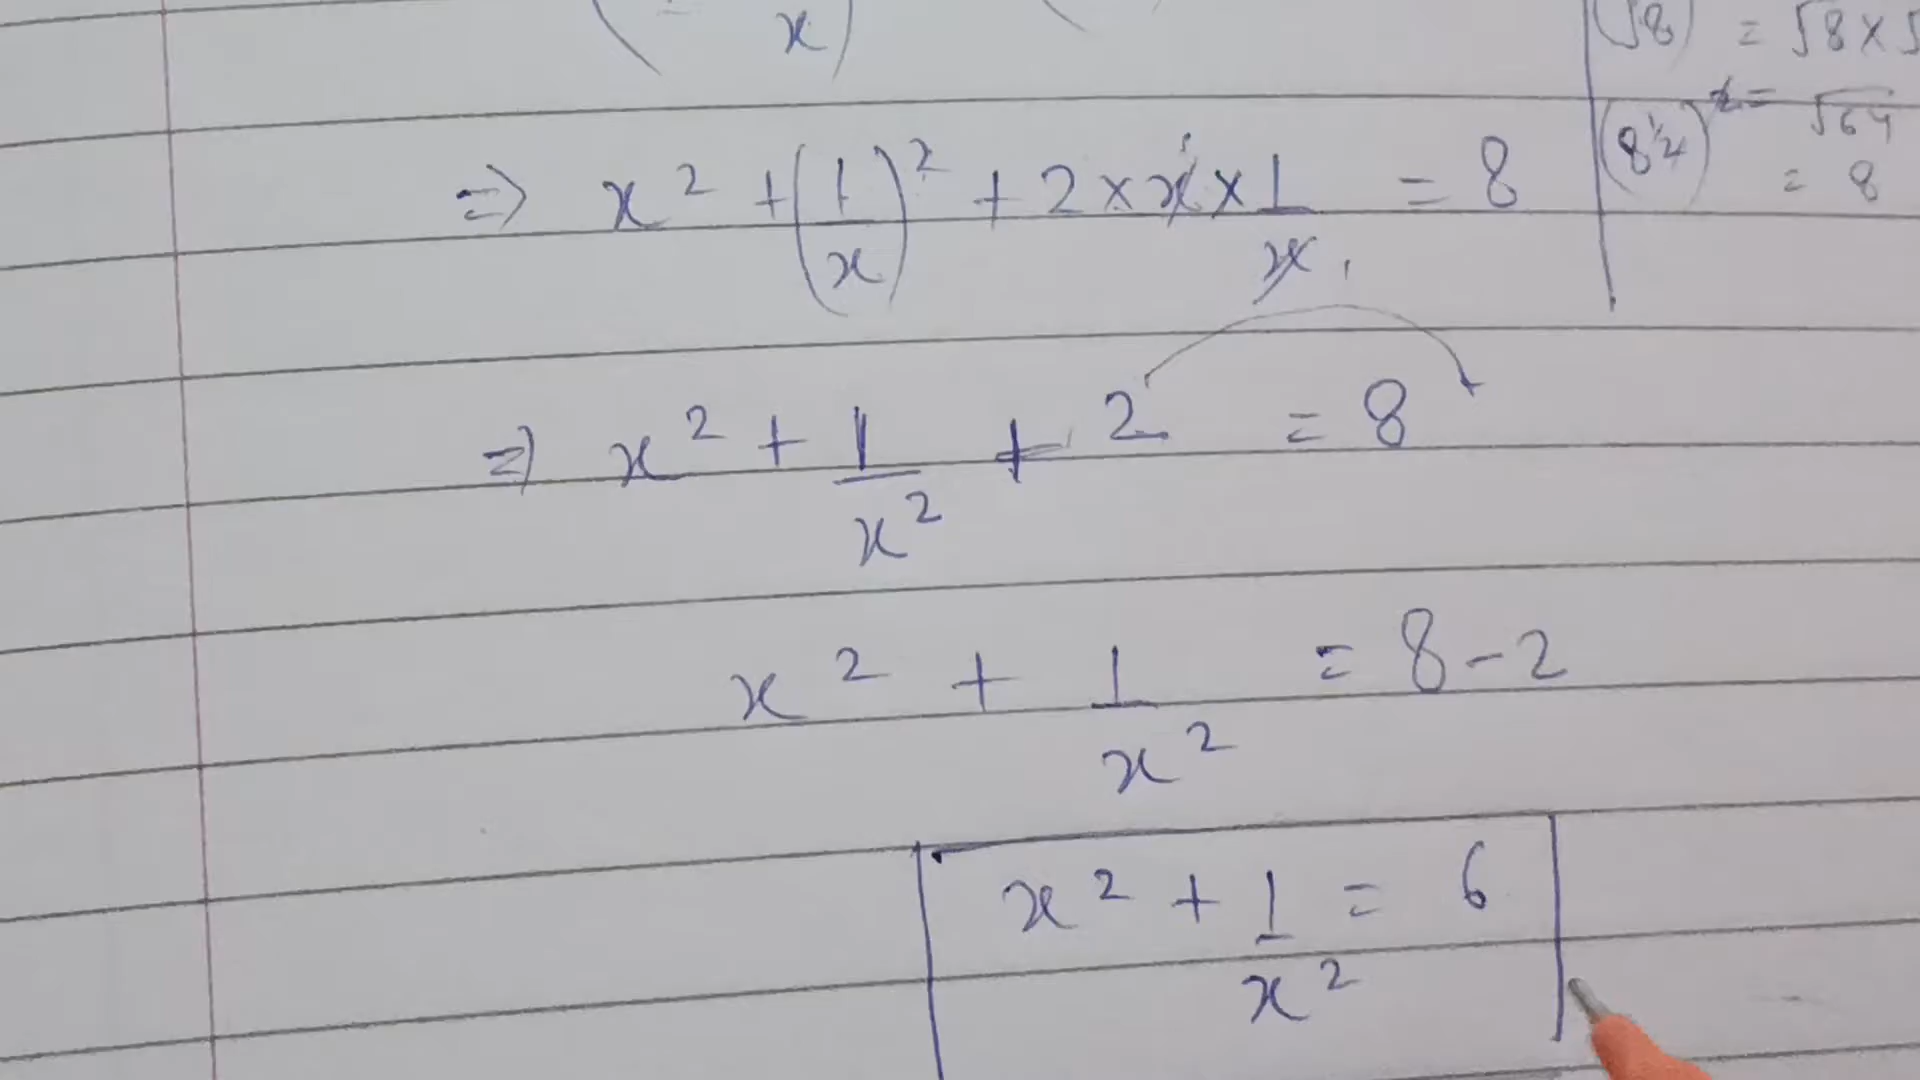 x
(√8) = √8 ×
= √64
(8^½)^2
= 8
⇒ x² + (1/x)² + 2 × x × 1/x = 8
⇒ x² + 1/x² + 2 = 8
x² + 1/x² = 8 - 2
x² + 1/x² = 6